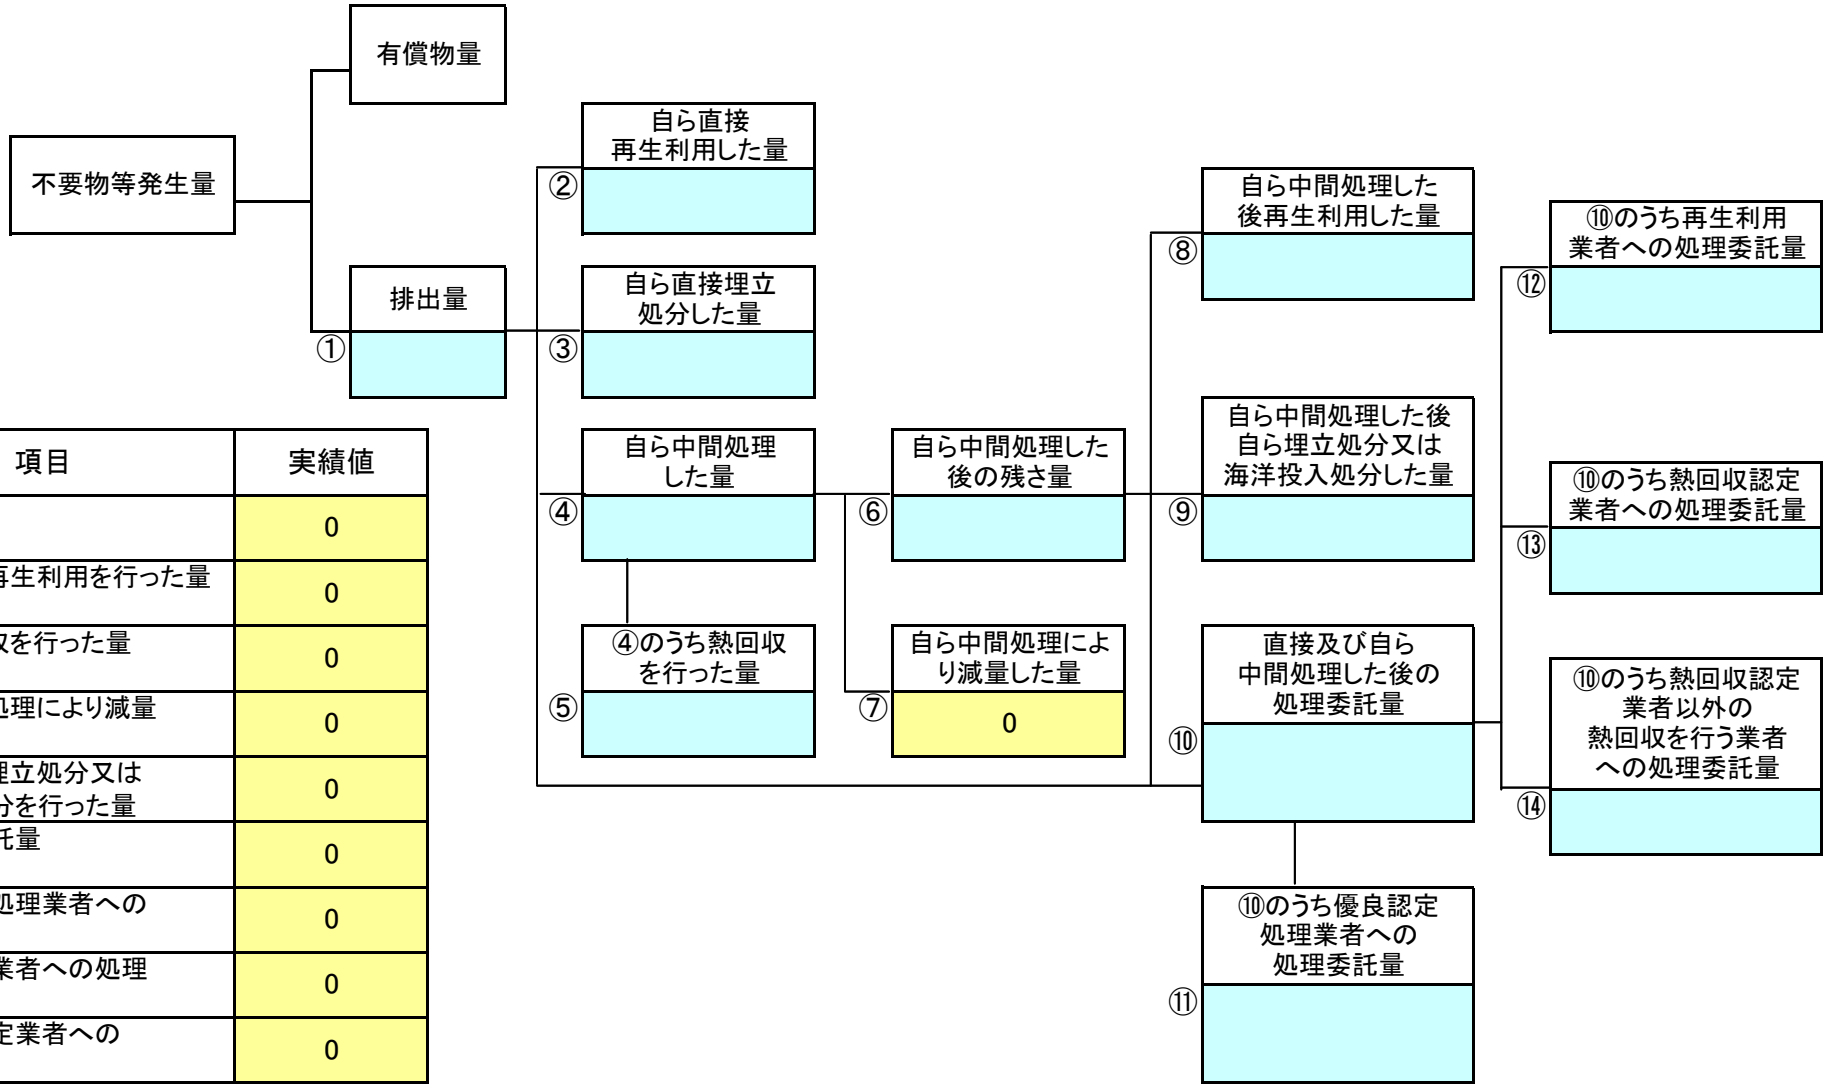 有償物量
不要物等発生量
排出量
①
自ら直接
再生利用した量
②
自ら直接埋立
処分した量
③
自ら中間処理
した量
④
④のうち熱回収
を行った量
⑤
自ら中間処理した
後の残さ量
⑥
自ら中間処理によ
り減量した量
⑦
0
自ら中間処理した
後再生利用した量
⑧
自ら中間処理した後
自ら埋立処分又は
海洋投入処分した量
⑨
直接及び自ら
中間処理した後の
処理委託量
⑩
⑩のうち優良認定
処理業者への
処理委託量
⑪
⑩のうち再生利用
業者への処理委託量
⑫
⑩のうち熱回収認定
業者への処理委託量
⑬
⑩のうち熱回収認定
業者以外の
熱回収を行う業者
への処理委託量
⑭
項目 実績値
0
再生利用を行った量 0
を行った量 0
処理により減量 0
埋立処分又は
分を行った量 0
託量 0
処理業者への 0
業者への処理 0
定業者への 0